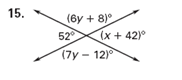 15.
(6y + 8)°
52° (x + 42)°
(7y − 12)°